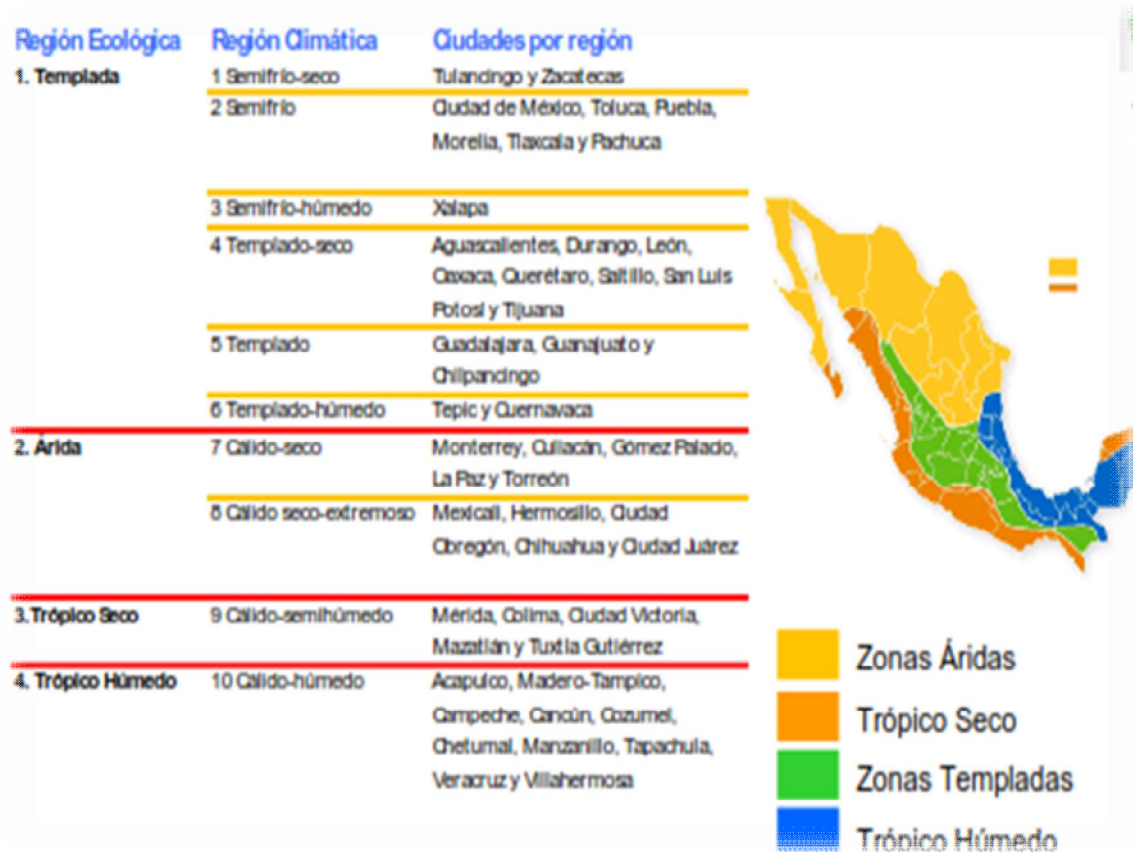 Región Ecológica Región Climática Ciudades por región
1. Templada 1 Semifrío-seco Tulancingo y Zacatecas
2 Semifrío Ciudad de México, Toluca, Puebla,
Morelia, Tlaxcala y Pachuca
3 Semifrío-húmedo Xalapa
4 Templado-seco Aguascalientes, Durango, León,
Oaxaca, Querétaro, Saltillo, San Luis
Potosí y Tijuana
5 Templado Guadalajara, Guanajuato y
Chilpancingo
6 Templado-húmedo Tepic y Cuernavaca
2. Árida 7 Cálido-seco Monterrey, Culiacán, Gómez Palacio,
La Paz y Torreón
8 Cálido seco-extremoso Mexicali, Hermosillo, Ciudad
Obregón, Chihuahua y Ciudad Juárez
3.Trópico Seco 9 Cálido-semihúmedo Mérida, Colima, Ciudad Victoria,
Mazatlán y Tuxtla Gutiérrez
4. Trópico Húmedo 10 Cálido-húmedo Acapulco, Madero-Tampico,
Campeche, Cancún, Cozumel,
Chetumal, Manzanillo, Tapachula,
Veracruz y Villahermosa
Zonas Áridas
Trópico Seco
Zonas Templadas
Trópico Húmedo